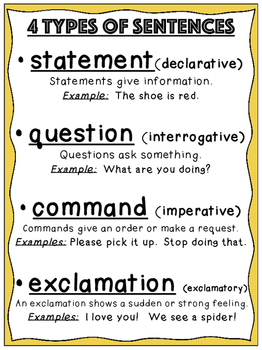 4 TYPES OF SENTENCES
• statement (declarative)
Statements give information.
Example: The shoe is red.
• question (interrogative)
Questions ask something.
Example: What are you doing?
• command (imperative)
Commands give an order or make a request.
Examples: Please pick it up. Stop doing that.
• exclamation (exclamatory)
An exclamation shows a sudden or strong feeling.
Examples: I love you! We see a spider!